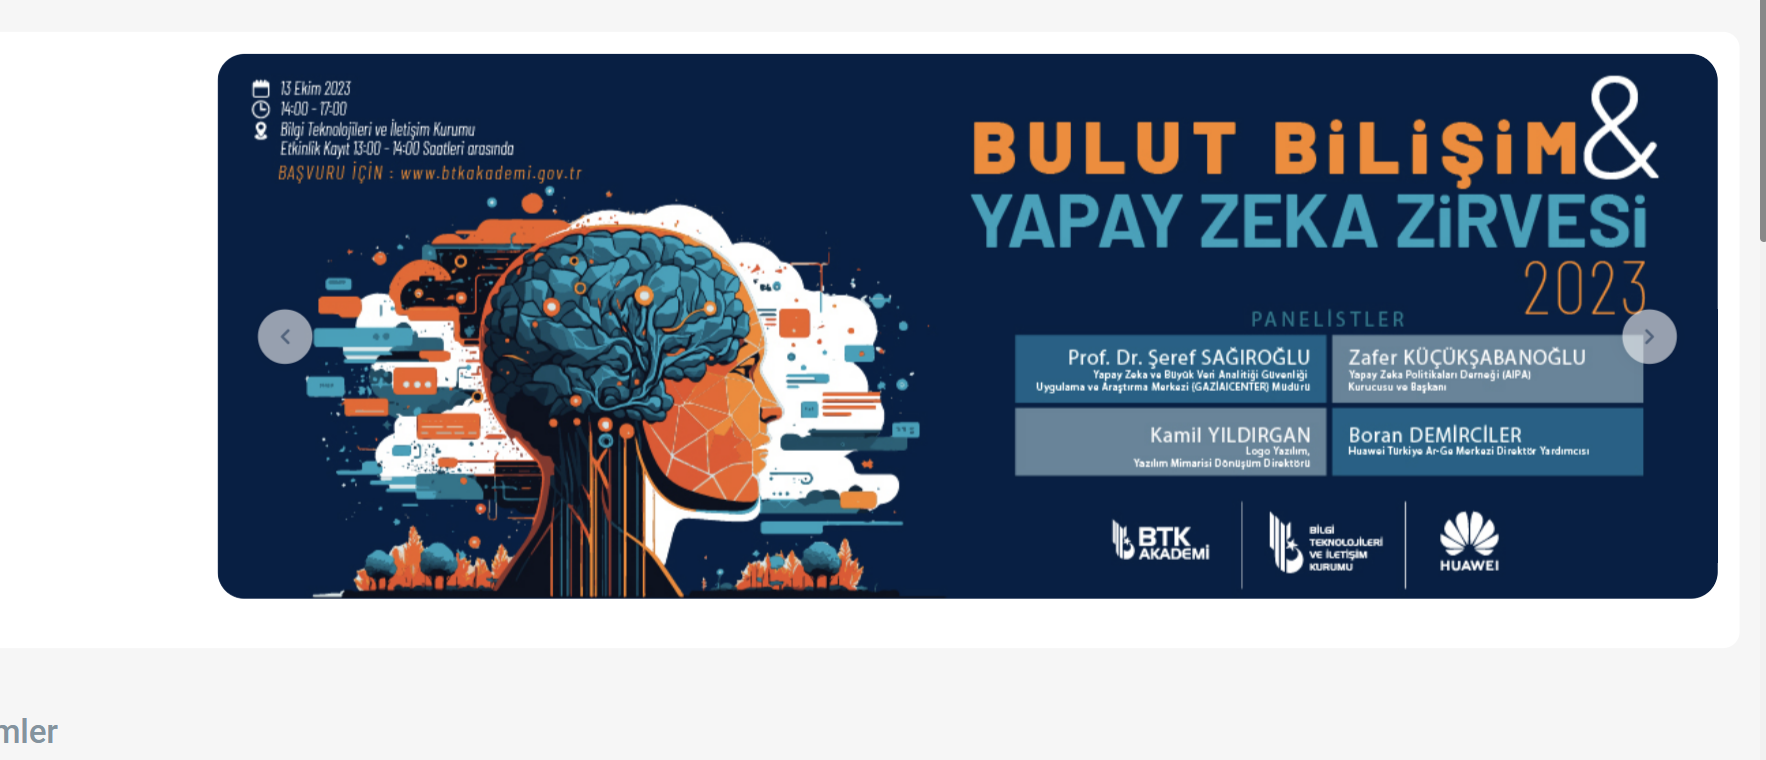 13 Ekim 2023
14:00 - 17:00
Bilgi Teknolojileri ve İletişim Kurumu
Etkinlik Kayıt 13:00 - 14:00 Saatleri arasında
BAŞVURU İÇİN : www.btkakademi.gov.tr
BULUT BİLİŞİM&
YAPAY ZEKA ZİRVESİ
2023
PANELİSTLER
Prof. Dr. Şeref SAĞIROĞLU
Yapay Zeka ve Büyük Veri Analitiği Güvenliği
Uygulama ve Araştırma Merkezi (GAZİAICENTER) Müdürü
Zafer KÜÇÜKŞABANOĞLU
Yapay Zeka Politikaları Derneği (AIPA)
Kurucusu ve Başkanı
Kamil YILDIRGAN
Logo Yazılım,
Yazılım Mimarisi Dönüşüm Direktörü
Boran DEMİRCİLER
Huawei Türkiye Ar-Ge Merkezi Direktör Yardımcısı
BTK
AKADEMİ
BİLGİ
TEKNOLOJİLERİ
VE İLETİŞİM
KURUMU
HUAWEI
mler